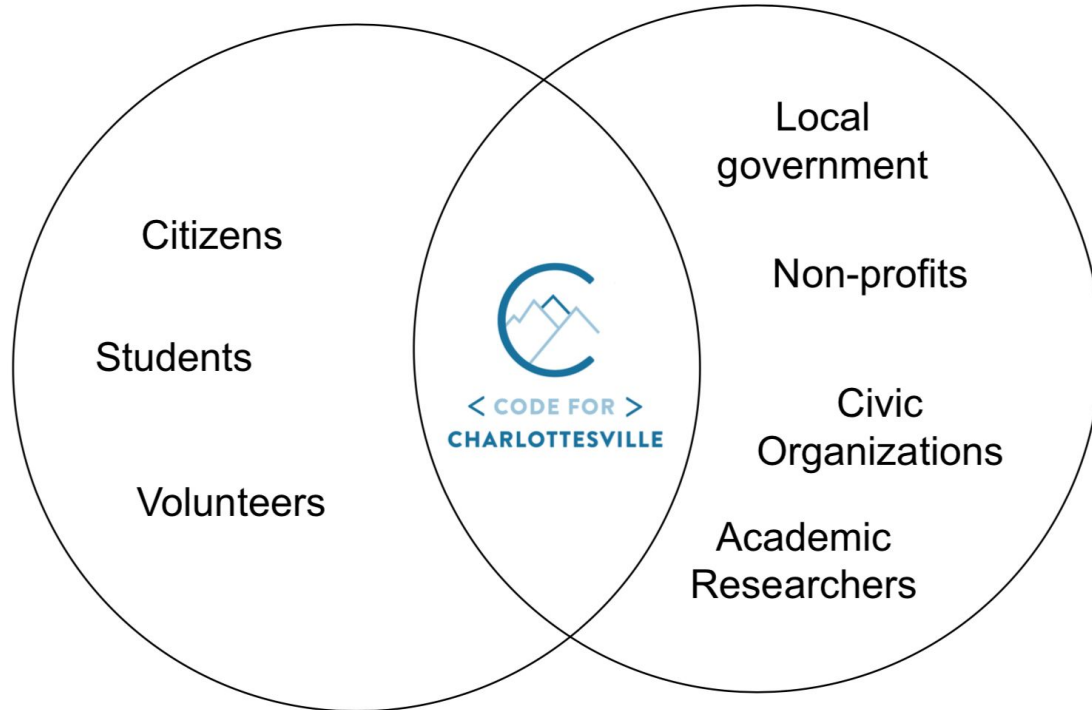 Citizens
Students
Volunteers
< CODE FOR >
CHARLOTTESVILLE
Local
government
Non-profits
Civic
Organizations
Academic
Researchers